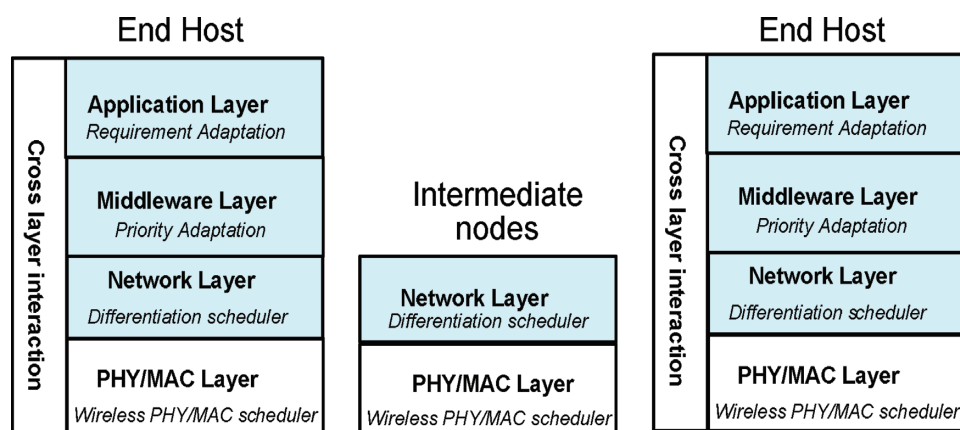 End Host
Cross layer interaction
Application Layer
Requirement Adaptation
Middleware Layer
Priority Adaptation
Network Layer
Differentiation scheduler
PHY/MAC Layer
Wireless PHY/MAC scheduler
Intermediate
nodes
Network Layer
Differentiation scheduler
PHY/MAC Layer
Wireless PHY/MAC scheduler
End Host
Cross layer interaction
Application Layer
Requirement Adaptation
Middleware Layer
Priority Adaptation
Network Layer
Differentiation scheduler
PHY/MAC Layer
Wireless PHY/MAC scheduler